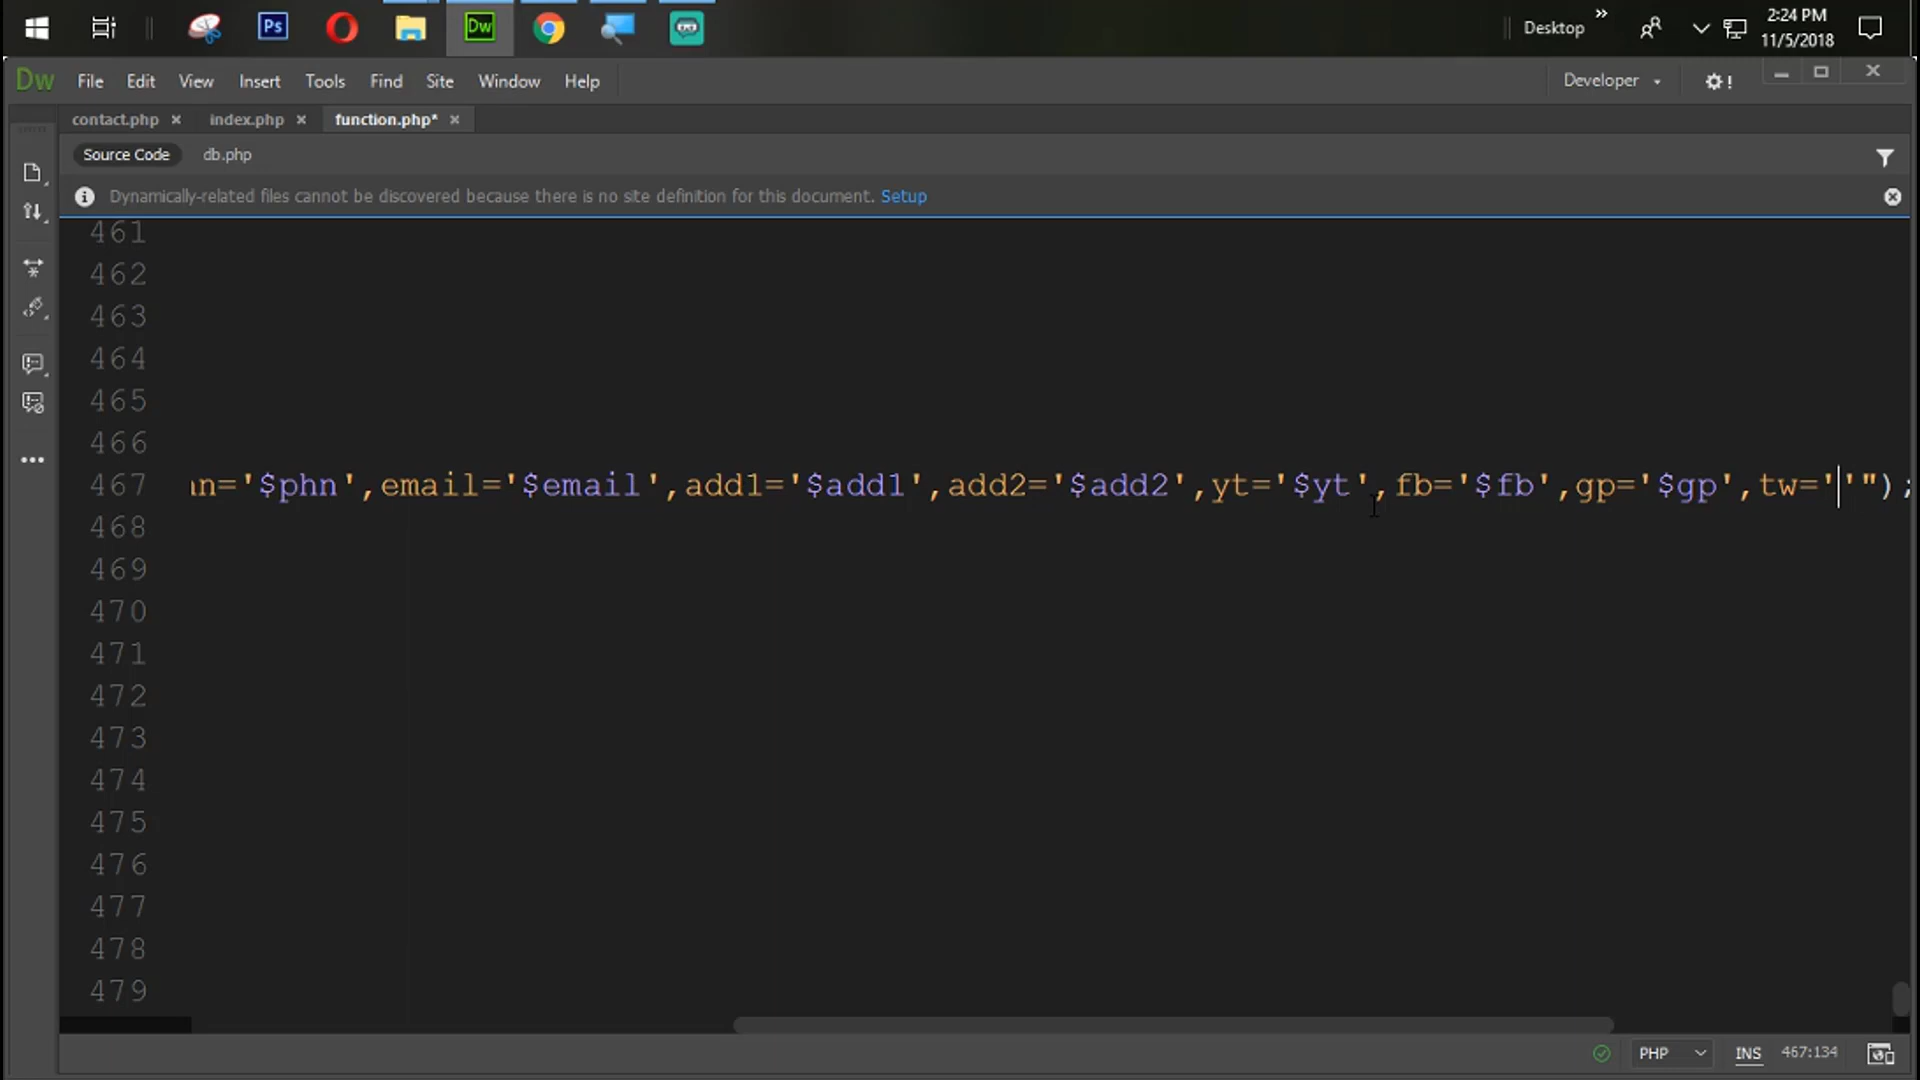 Ps
Dw
Desktop
»
2:24 PM
11/5/2018
Dw File Edit View Insert Tools Find Site Window Help
Developer
contact.php × index.php × function.php* ×
Source Code db.php
Dynamically-related files cannot be discovered because there is no site definition for this document. Setup
461
462
463
464
465
466
467 n='$phn',email='$email',add1='$add1',add2='$add2',yt='$yt',fb='$fb',gp='$gp',tw=''");
468
469
470
471
472
473
474
475
476
477
478
479
PHP INS 467:134